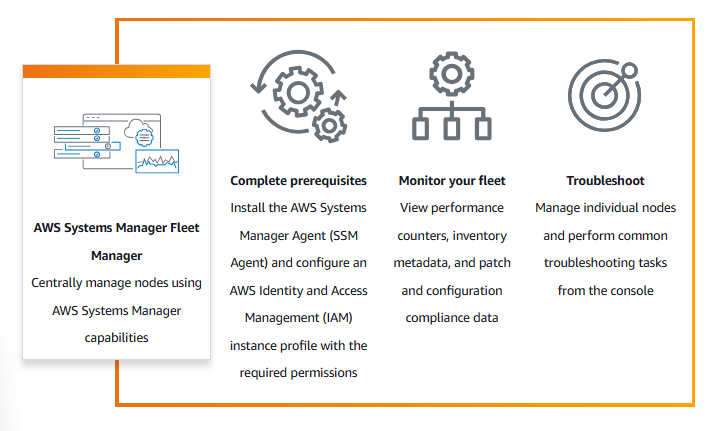 AWS Systems Manager Fleet
Manager
Centrally manage nodes using
AWS Systems Manager
capabilities
Complete prerequisites
Install the AWS Systems
Manager Agent (SSM
Agent) and configure an
AWS Identity and Access
Management (IAM)
instance profile with the
required permissions
Monitor your fleet
View performance
counters, inventory
metadata, and patch
and configuration
compliance data
Troubleshoot
Manage individual nodes
and perform common
troubleshooting tasks
from the console